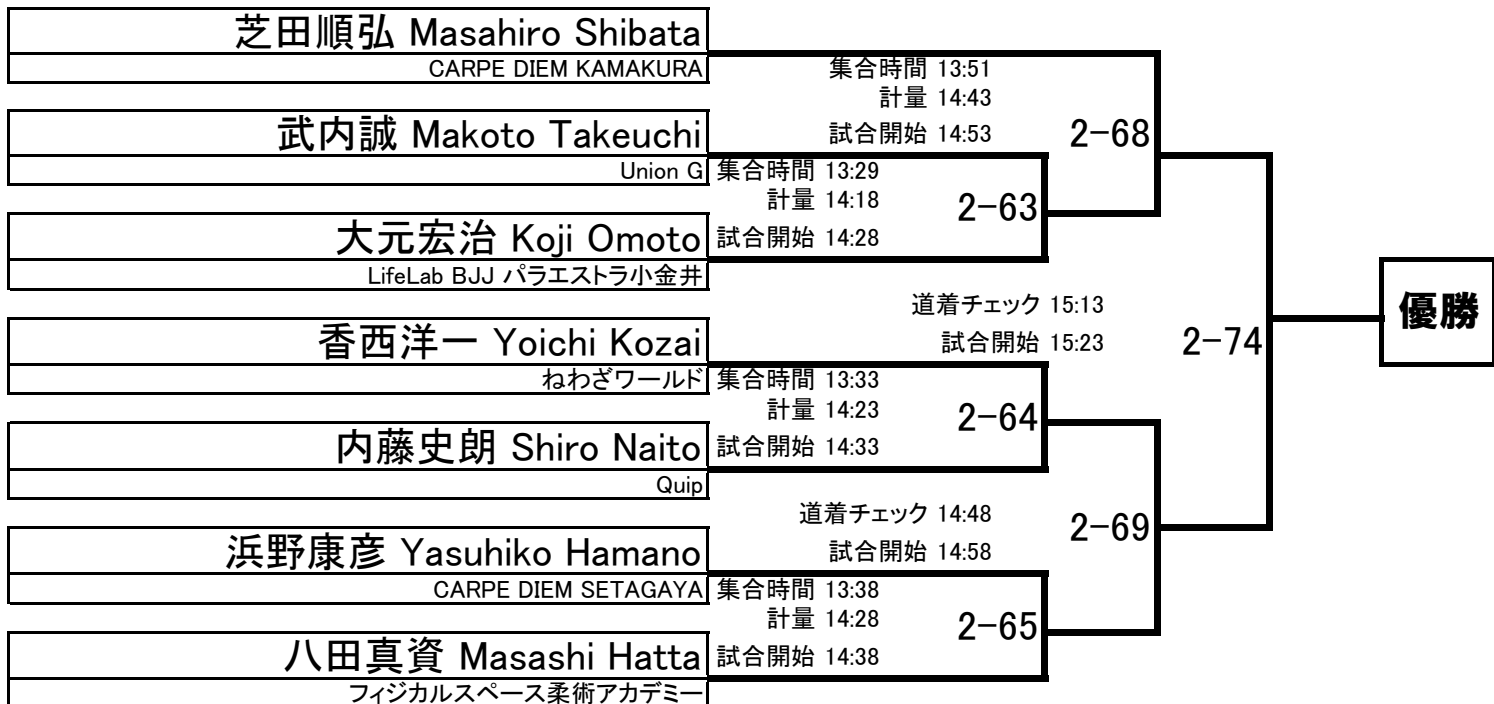 芝田順弘 Masahiro Shibata
CARPE DIEM KAMAKURA
集合時間 13:51
計量 14:43
試合開始 14:53
2-68
武内誠 Makoto Takeuchi
Union G
集合時間 13:29
計量 14:18
試合開始 14:28
2-63
大元宏治 Koji Omoto
LifeLab BJJ パラエストラ小金井
道着チェック 15:13
試合開始 15:23
2-74
優勝
香西洋一 Yoichi Kozai
ねわざワールド
集合時間 13:33
計量 14:23
試合開始 14:33
2-64
内藤史朗 Shiro Naito
Quip
道着チェック 14:48
試合開始 14:58
2-69
浜野康彦 Yasuhiko Hamano
CARPE DIEM SETAGAYA
集合時間 13:38
計量 14:28
試合開始 14:38
2-65
八田真資 Masashi Hatta
フィジカルスペース柔術アカデミー